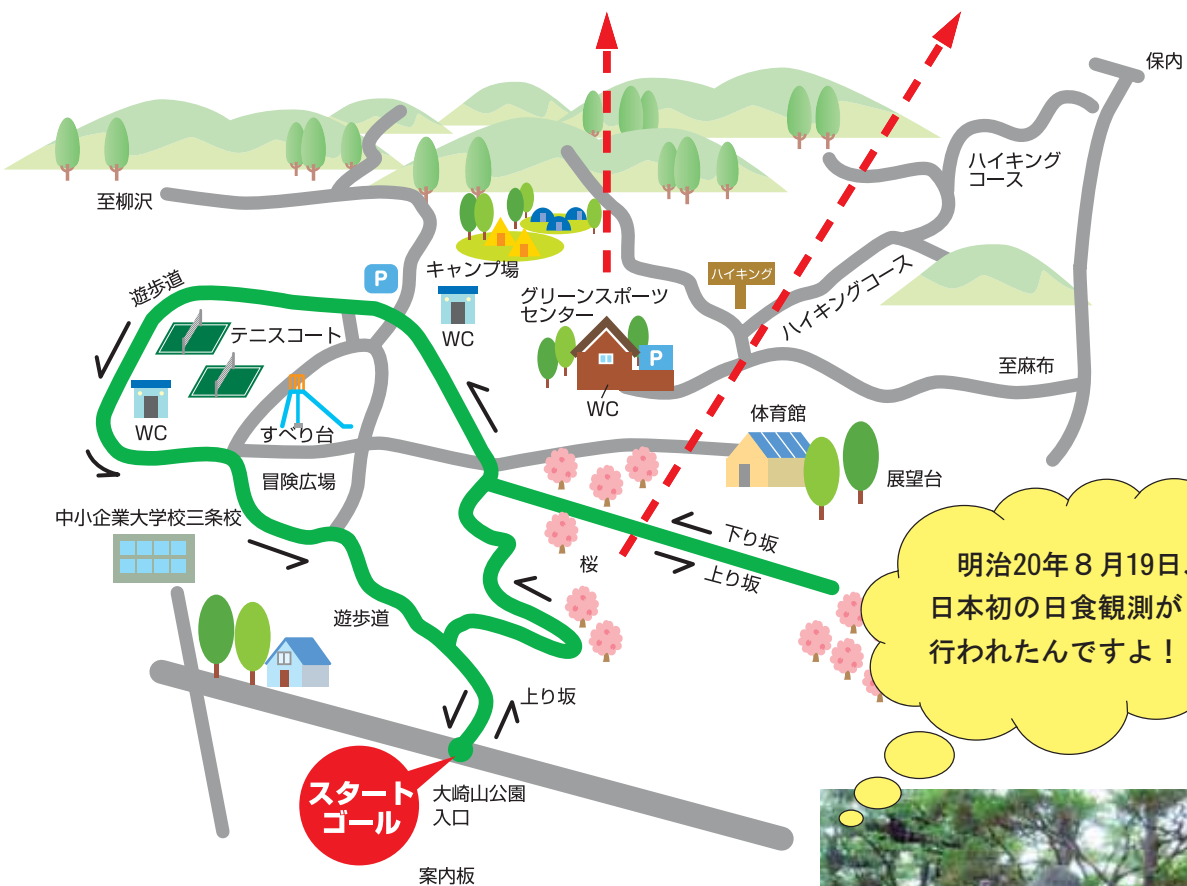 保内
ハイキング
コース
至柳沢
キャンプ場
ハイキング
ハイキングコース
遊歩道
P
グリーンスポーツ
センター
テニスコート
WC
P
至麻布
WC
体育館
WC
すべり台
冒険広場
展望台
中小企業大学校三条校
下り坂
上り坂
桜
明治20年8月19日、
日本初の日食観測が
行われたんですよ！
遊歩道
上り坂
スタート
ゴール
大崎山公園
入口
案内板